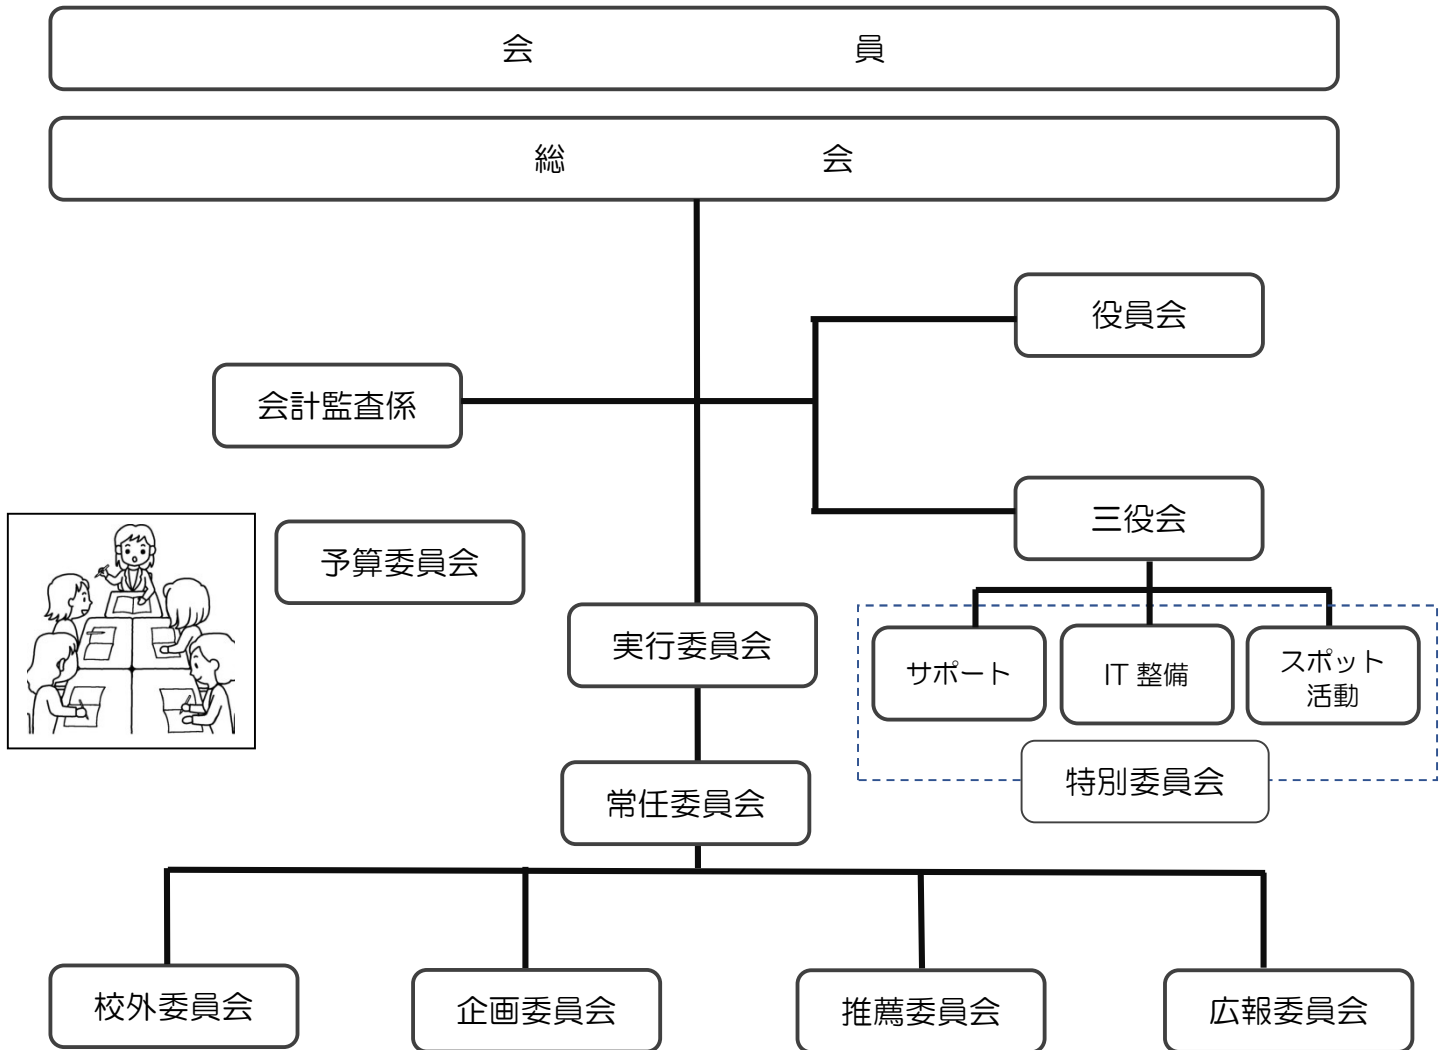 会員
総会
役員会
会計監査係
三役会
予算委員会
実行委員会
サポート
IT 整備
スポット
活動
特別委員会
常任委員会
校外委員会
企画委員会
推薦委員会
広報委員会